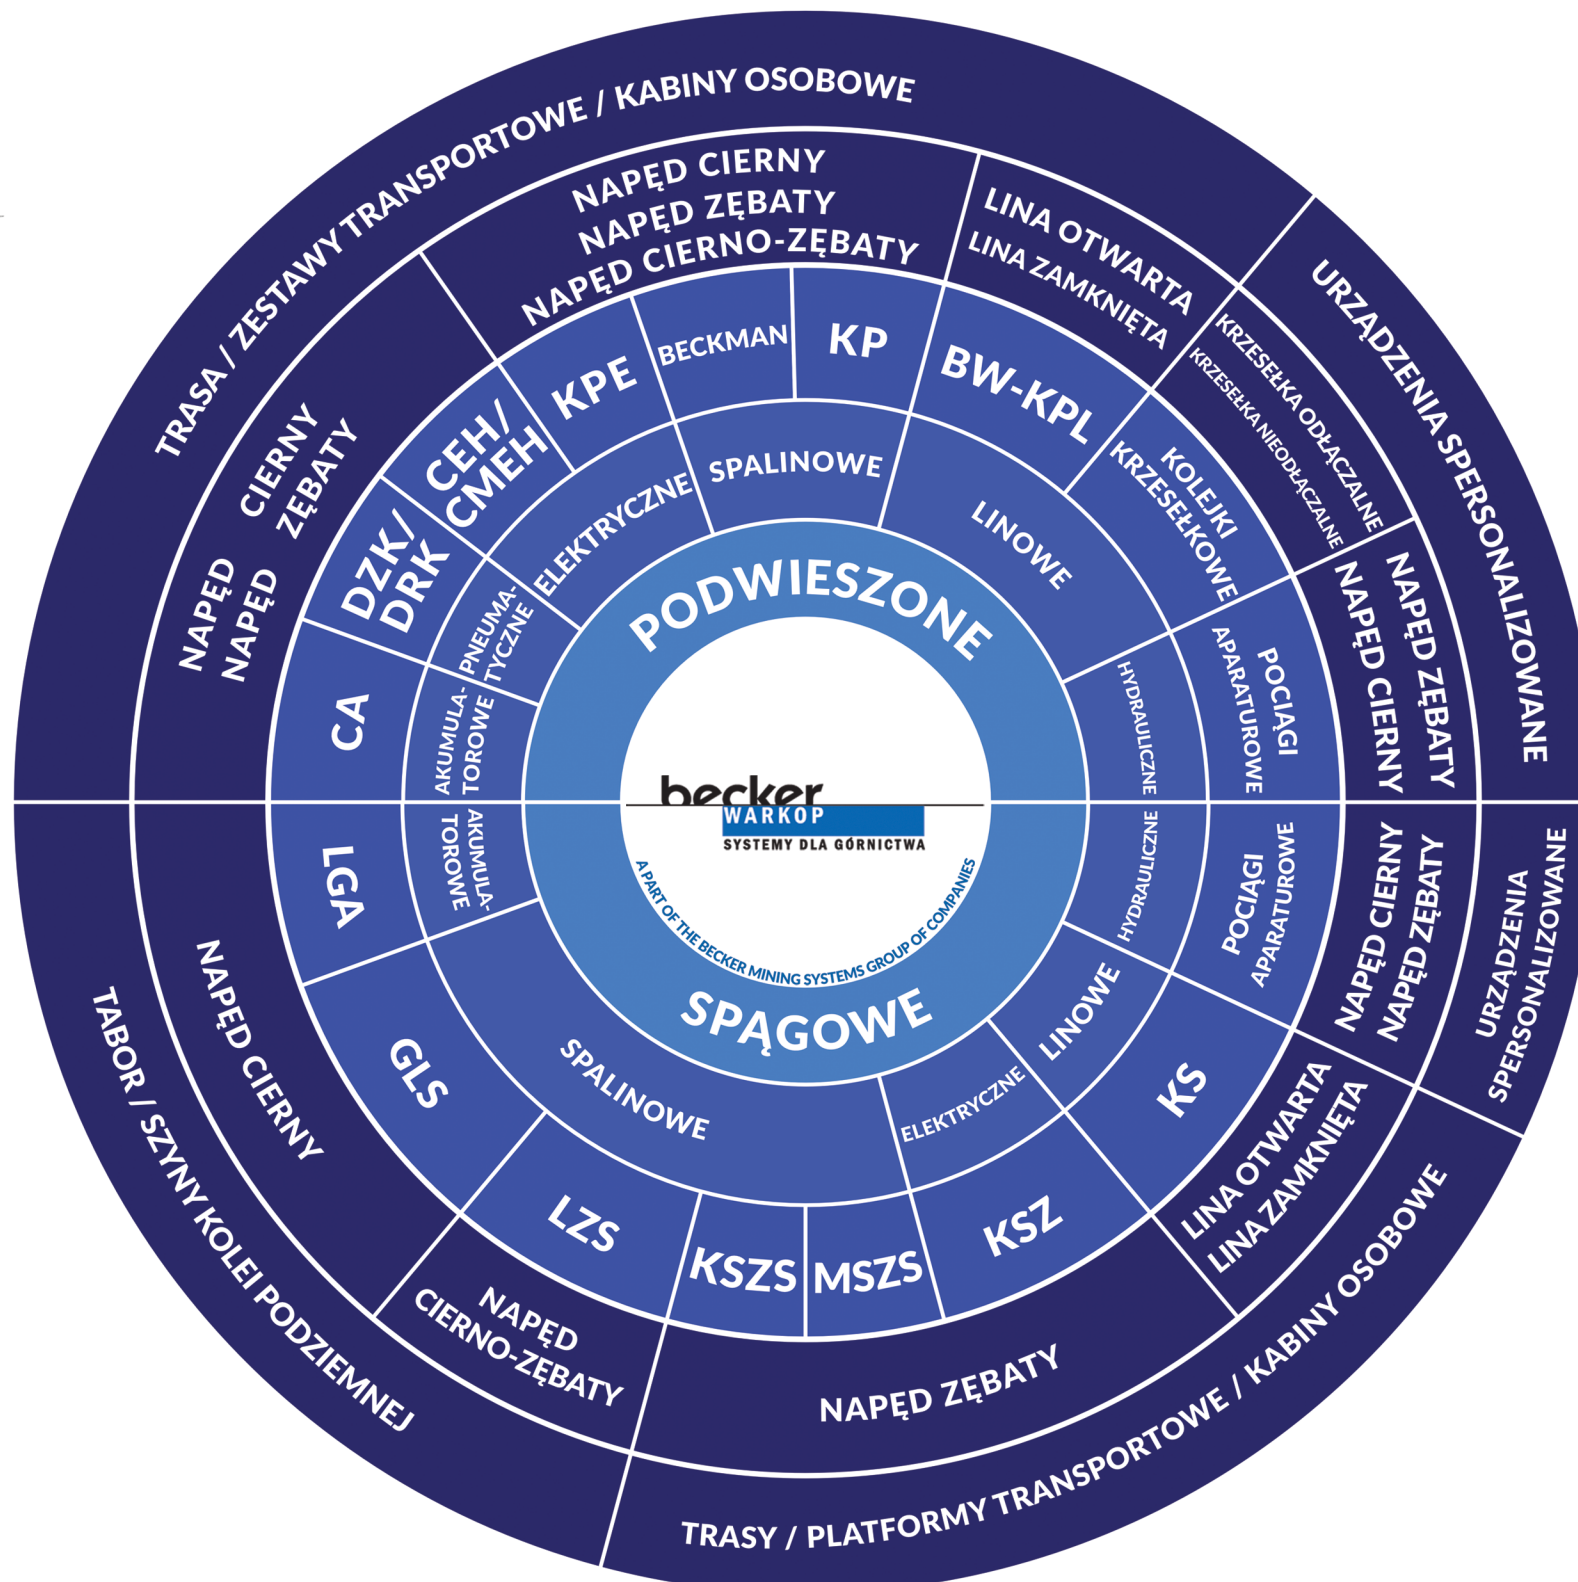 TRASA / ZESTAWY TRANSPORTOWE / KABINY OSOBOWE
URZĄDZENIA SPERSONALIZOWANE
NAPĘD CIERNY
NAPĘD ZĘBATY
NAPĘD CIERNY
NAPĘD ZĘBATY
NAPĘD CIERNO-ZĘBATY
LINA OTWARTA
LINA ZAMKNIĘTA
KRZESEŁKA ODŁĄCZALNE
KRZESEŁKA NIEODŁĄCZALNE
NAPĘD ZĘBATY
NAPĘD CIERNY
CA
DZK/
DRK
CEH/
CMEH
KPE
BECKMAN
KP
BW-KPL
KOLEJKI
KRZESEŁKOWE
POCIĄGI
APARATUROWE
AKUMULA-
TOROWE
PNEUMA-
TYCZNE
ELEKTRYCZNE
SPALINOWE
LINOWE
HYDRAULICZNE
PODWIESZONE
becker
WARKOP
SYSTEMY DLA GÓRNICTWA
A PART OF THE BECKER MINING SYSTEMS GROUP OF COMPANIES
SPĄGOWE
AKUMULA-
TOROWE
SPALINOWE
ELEKTRYCZNE
LINOWE
HYDRAULICZNE
LGA
GLS
LZS
KSZS
MSZS
KSZ
KS
POCIĄGI
APARATUROWE
NAPĘD CIERNY
NAPĘD
CIERNO-ZĘBATY
NAPĘD ZĘBATY
LINA OTWARTA
LINA ZAMKNIĘTA
NAPĘD CIERNY
NAPĘD ZĘBATY
TABOR / SZYNY KOLEI PODZIEMNEJ
TRASY / PLATFORMY TRANSPORTOWE / KABINY OSOBOWE
URZĄDZENIA
SPERSONALIZOWANE